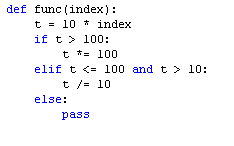 def func(index):
    t = 10 * index
    if t > 100:
        t *= 100
    elif t <= 100 and t > 10:
        t /= 10
    else:
        pass